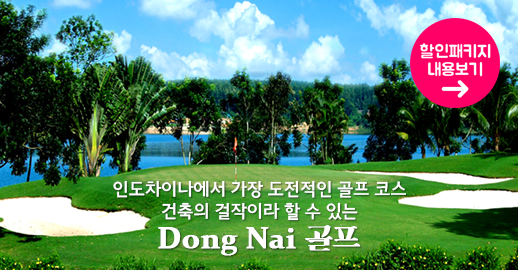 할인패키지
내용보기
인도차이나에서 가장 도전적인 골프 코스
건축의 걸작이라 할 수 있는
Dong Nai 골프